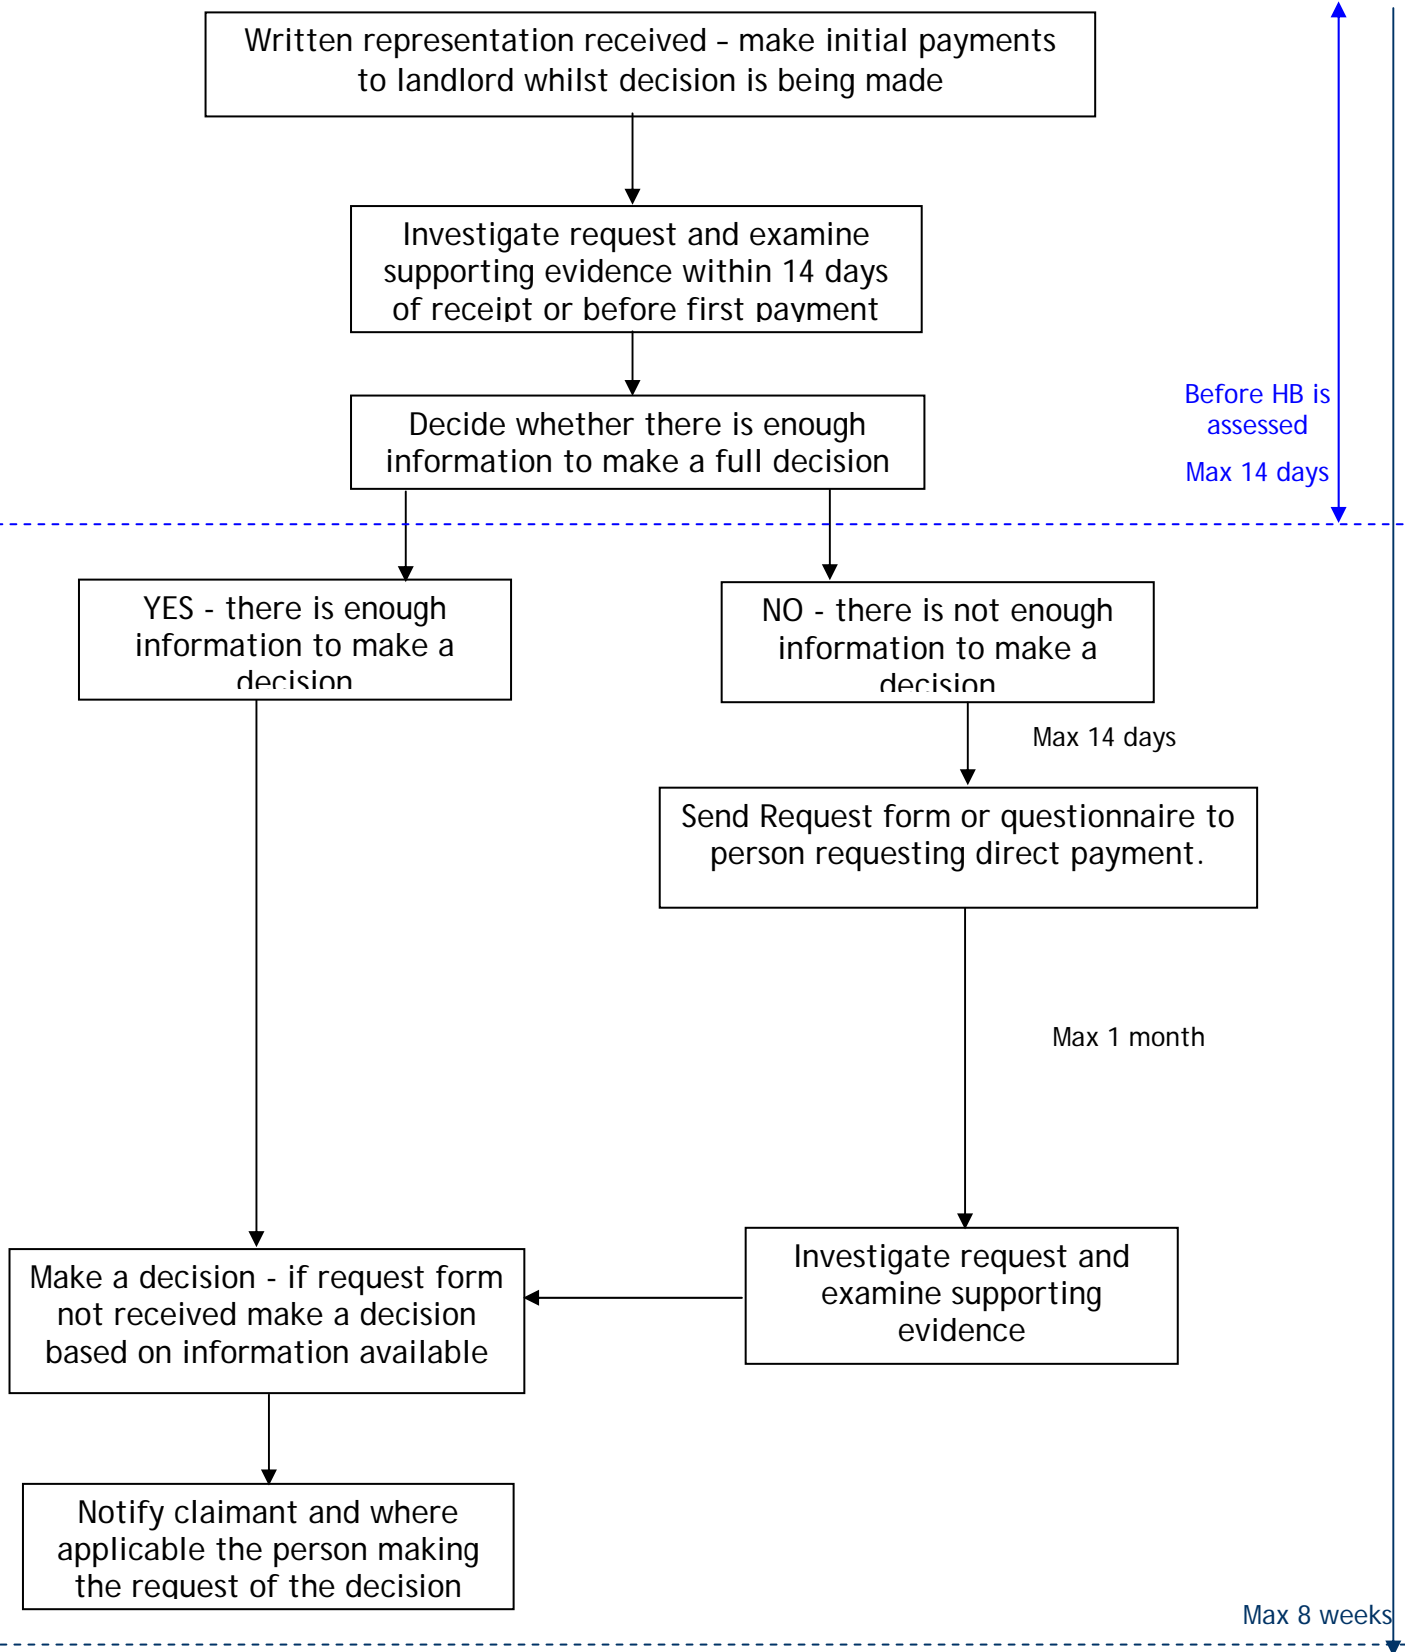 Written representation received – make initial payments
to landlord whilst decision is being made
Investigate request and examine
supporting evidence within 14 days
of receipt or before first payment
Decide whether there is enough
information to make a full decision
Before HB is
assessed
Max 14 days
YES - there is enough
information to make a
decision
NO - there is not enough
information to make a
decision
Max 14 days
Send Request form or questionnaire to
person requesting direct payment.
Max 1 month
Investigate request and
examine supporting
evidence
Make a decision - if request form
not received make a decision
based on information available
Notify claimant and where
applicable the person making
the request of the decision
Max 8 weeks